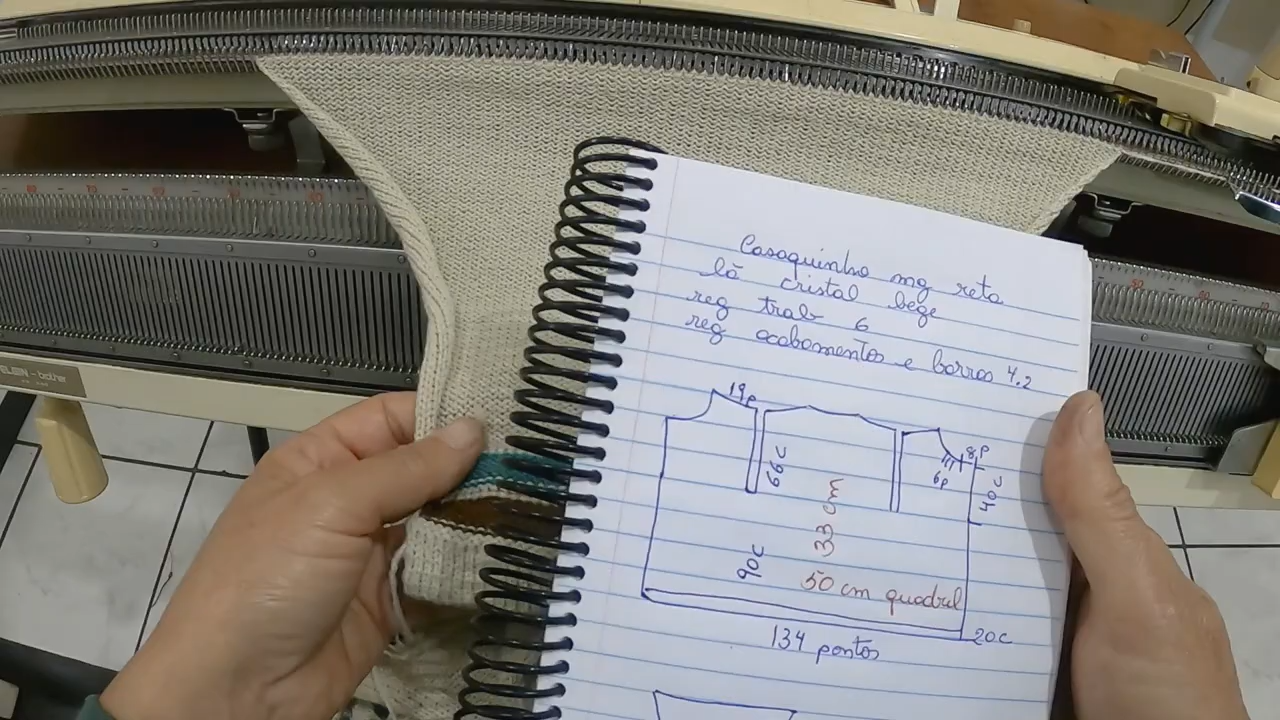 Casaquinho mg reta
lã cristal bege
reg trab 6
reg acabamentos e barras 4.2
19p
66c
8p
6p
40c
33 cm
90c
50 cm quadril
20c
134 pontos
brother